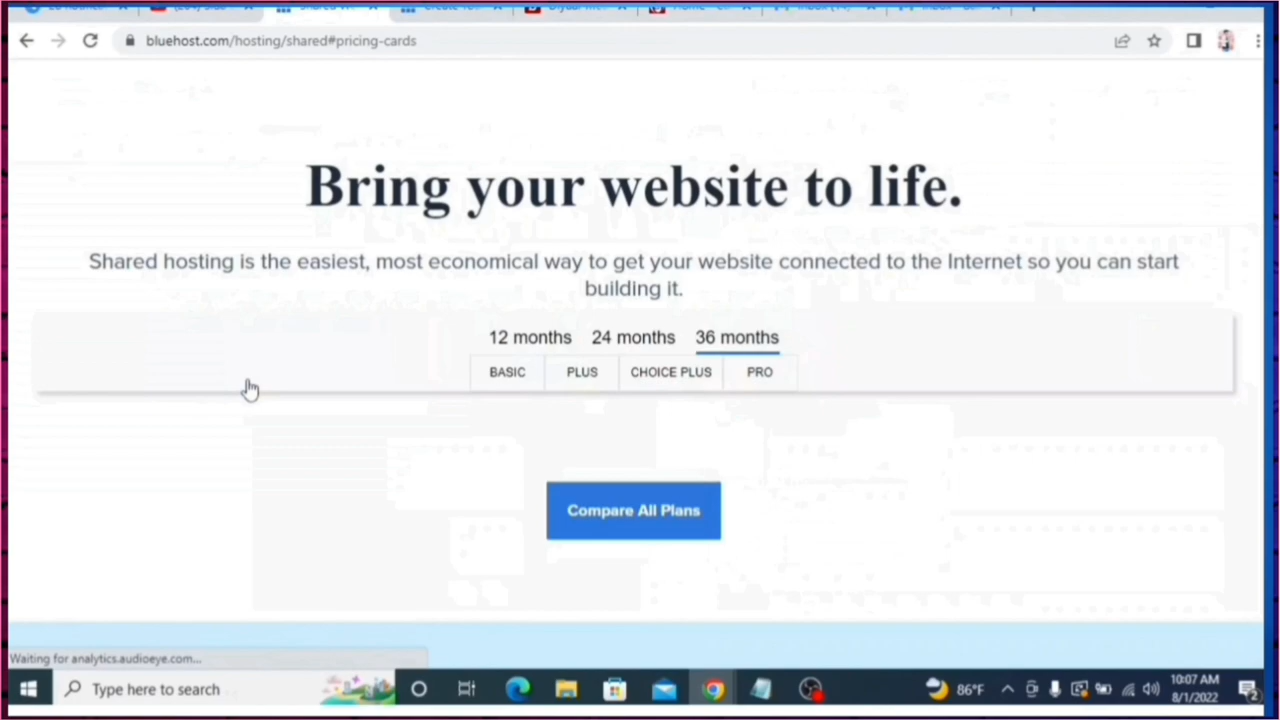 bluehost.com/hosting/shared#pricing-cards
Bring your website to life.
Shared hosting is the easiest, most economical way to get your website connected to the Internet so you can start
building it.
12 months 24 months 36 months
BASIC PLUS CHOICE PLUS PRO
Compare All Plans
Waiting for analytics.audioeye.com...
Type here to search
86°F
10:07 AM
8/1/2022
2